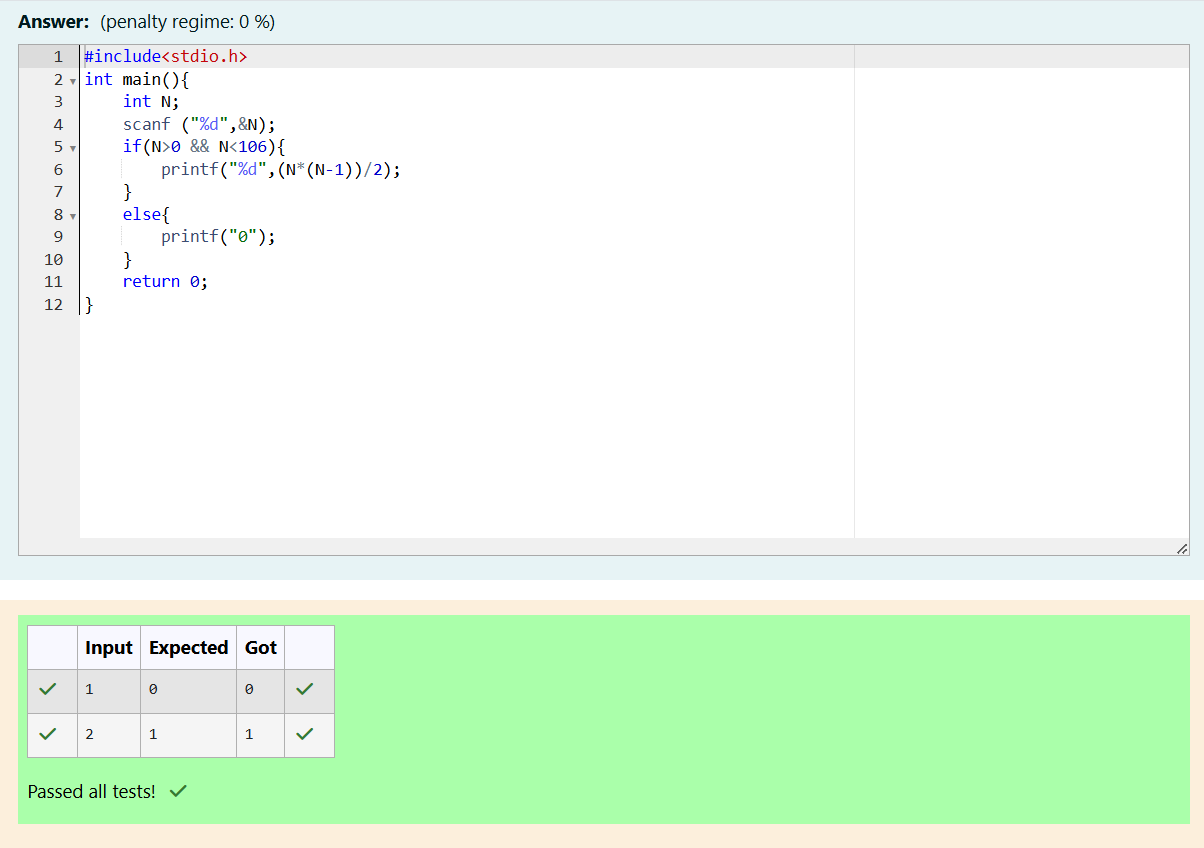 Answer: (penalty regime: 0 %)
1 #include<stdio.h>
2 int main(){
3     int N;
4     scanf ("%d",&N);
5     if(N>0 && N<106){
6         printf("%d",(N*(N-1))/2);
7     }
8     else{
9         printf("0");
10     }
11     return 0;
12 }
Input Expected Got
1 0 0
2 1 1
Passed all tests!